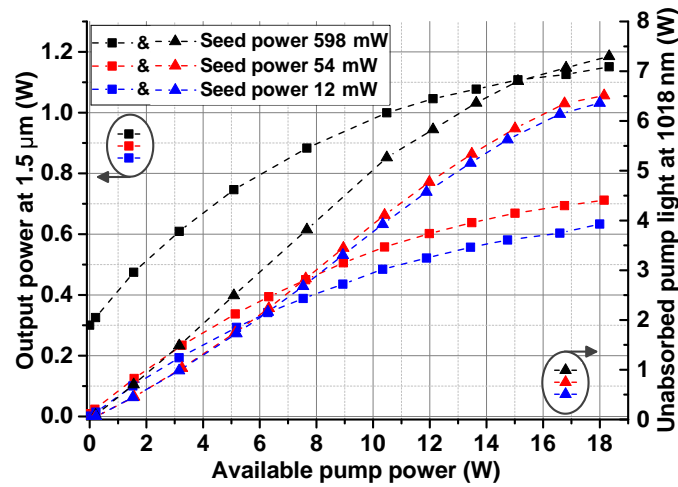 & Seed power 598 mW
& Seed power 54 mW
& Seed power 12 mW
Output power at 1.5 µm (W)
1.2
1.0
0.8
0.6
0.4
0.2
0.0
Unabsorbed pump light at 1018 nm (W)
8
7
6
5
4
3
2
1
0
0 2 4 6 8 10 12 14 16 18
Available pump power (W)